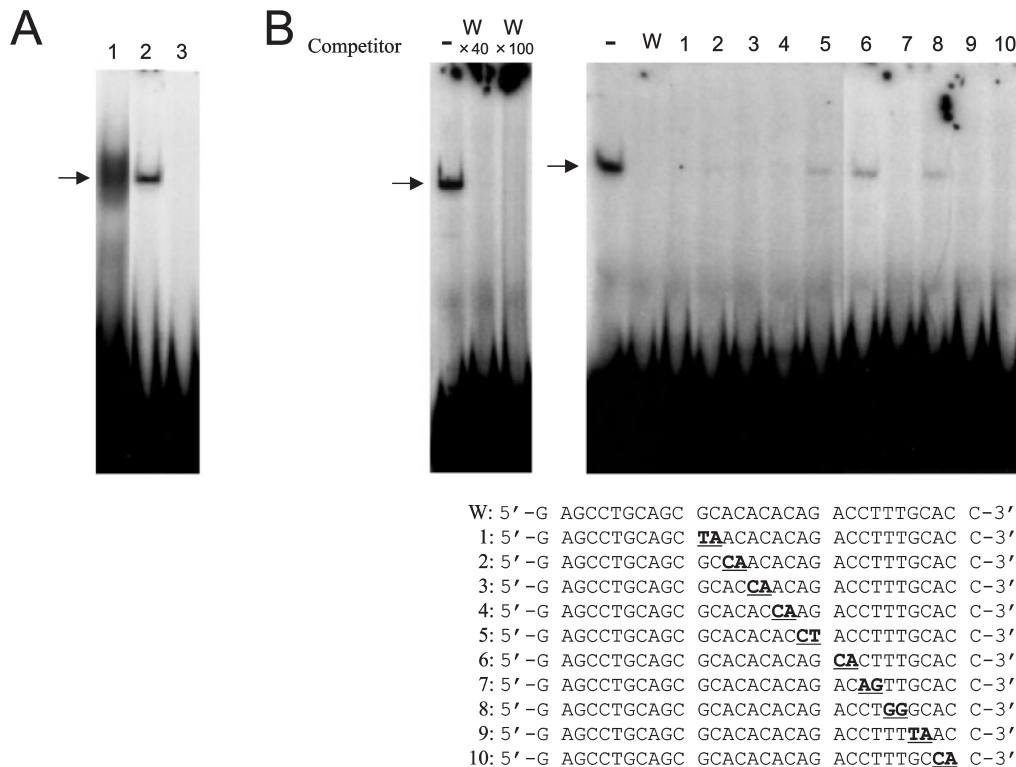 A
1 2 3
B
Competitor
– W ×40 W ×100
– W 1 2 3 4 5 6 7 8 9 10
W: 5′-G AGCCTGCAGC GCACACACAG ACCTTTGCAC C-3′
1: 5′-G AGCCTGCAGC TAACACACAG ACCTTTGCAC C-3′
2: 5′-G AGCCTGCAGC GCCAACACAG ACCTTTGCAC C-3′
3: 5′-G AGCCTGCAGC GCACCAACAG ACCTTTGCAC C-3′
4: 5′-G AGCCTGCAGC GCACACCAAG ACCTTTGCAC C-3′
5: 5′-G AGCCTGCAGC GCACACACCT ACCTTTGCAC C-3′
6: 5′-G AGCCTGCAGC GCACACACAG CACTTTGCAC C-3′
7: 5′-G AGCCTGCAGC GCACACACAG ACAGTTGCAC C-3′
8: 5′-G AGCCTGCAGC GCACACACAG ACCTGGGCAC C-3′
9: 5′-G AGCCTGCAGC GCACACACAG ACCTTTTAAC C-3′
10: 5′-G AGCCTGCAGC GCACACACAG ACCTTTGCCA C-3′